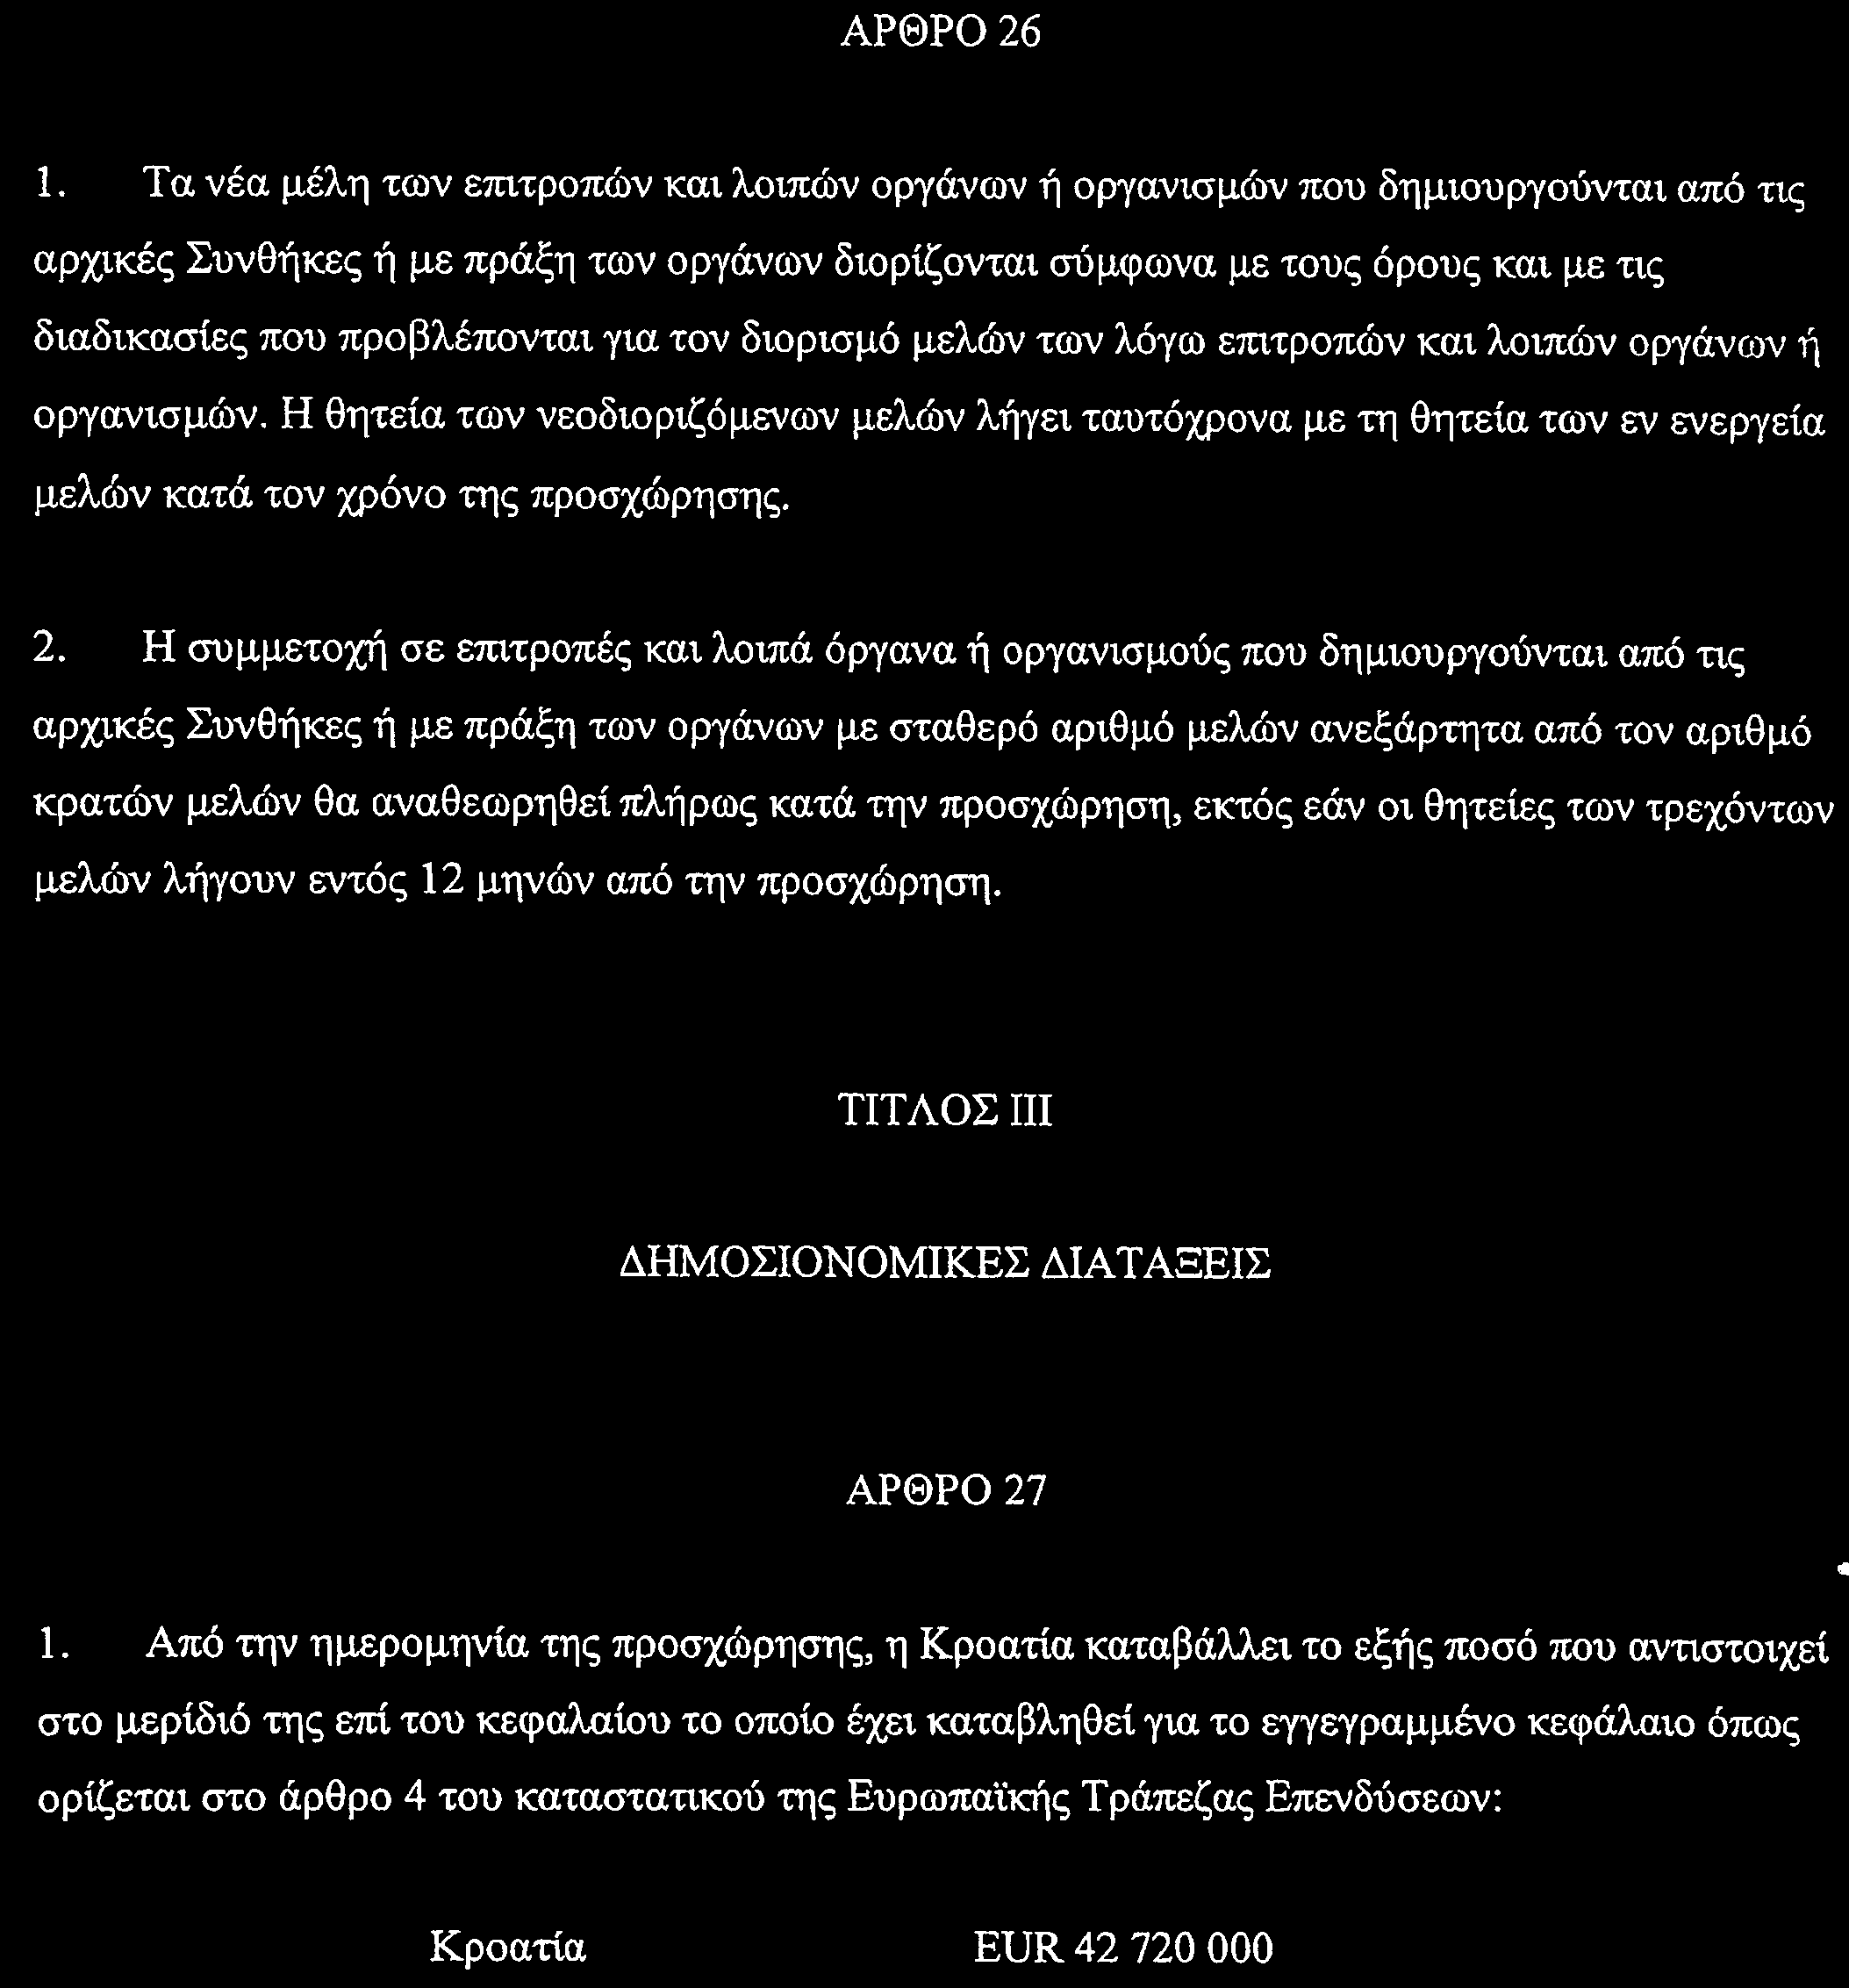 ΑΡΘΡΟ 26
1. Τα νέα μέλη των επιτροπών και λοιπών οργάνων ή οργανισμών που δημιουργούνται από τις
αρχικές Συνθήκες ή με πράξη των οργάνων διορίζονται σύμφωνα με τους όρους και με τις
διαδικασίες που προβλέπονται για τον διορισμό μελών των λόγω επιτροπών και λοιπών οργάνων ή
οργανισμών. Η θητεία των νεοδιοριζόμενων μελών λήγει ταυτόχρονα με τη θητεία των εν ενεργεία
μελών κατά τον χρόνο της προσχώρησης.
2. Η συμμετοχή σε επιτροπές και λοιπά όργανα ή οργανισμούς που δημιουργούνται από τις
αρχικές Συνθήκες ή με πράξη των οργάνων με σταθερό αριθμό μελών ανεξάρτητα από τον αριθμό
κρατών μελών θα αναθεωρηθεί πλήρως κατά την προσχώρηση, εκτός εάν οι θητείες των τρεχόντων
μελών λήγουν εντός 12 μηνών από την προσχώρηση.
ΤΙΤΛΟΣ ΙΙΙ
ΔΗΜΟΣΙΟΝΟΜΙΚΕΣ ΔΙΑΤΑΞΕΙΣ
ΑΡΘΡΟ 27
1. Από την ημερομηνία της προσχώρησης, η Κροατία καταβάλλει το εξής ποσό που αντιστοιχεί
στο μερίδιό της επί του κεφαλαίου το οποίο έχει καταβληθεί για το εγγεγραμμένο κεφάλαιο όπως
ορίζεται στο άρθρο 4 του καταστατικού της Ευρωπαϊκής Τράπεζας Επενδύσεων:
Κροατία EUR 42 720 000